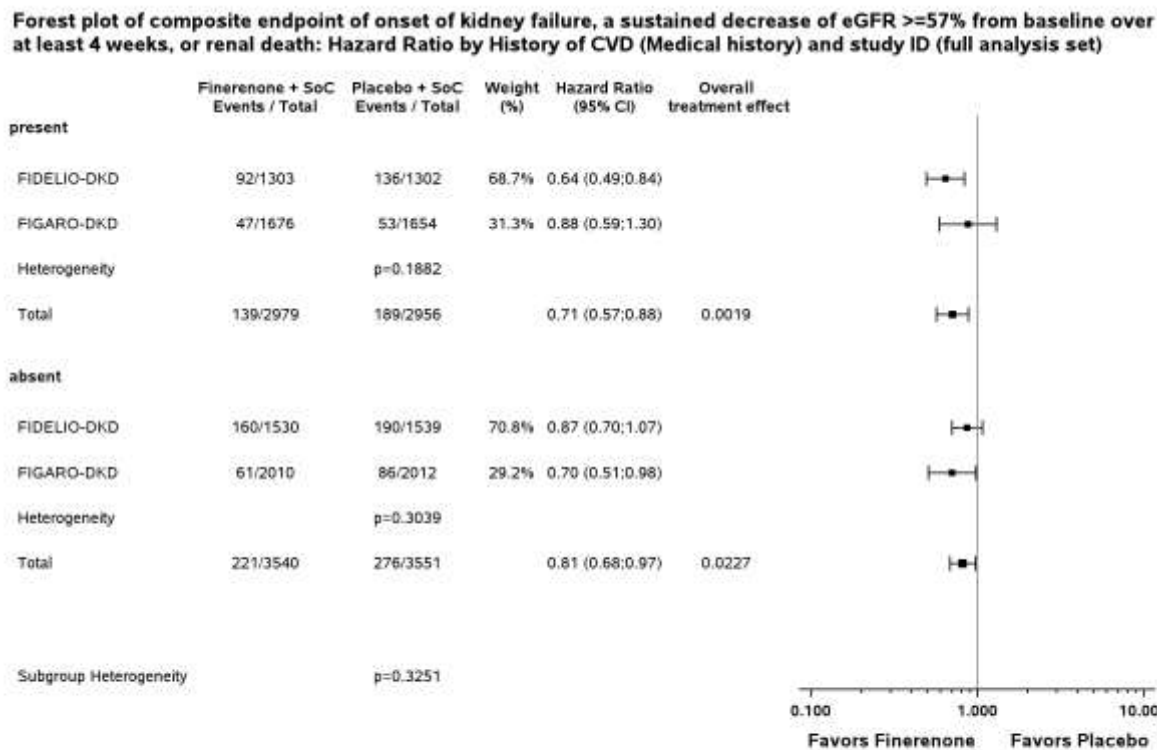 Forest plot of composite endpoint of onset of kidney failure, a sustained decrease of eGFR >=57% from baseline over
at least 4 weeks, or renal death: Hazard Ratio by History of CVD (Medical history) and study ID (full analysis set)
Finerenone + SoC Placebo + SoC Weight Hazard Ratio Overall
Events / Total Events / Total (%) (95% CI) treatment effect
present
FIDELIO-DKD 92/1303 136/1302 68.7% 0.64 (0.49;0.84)
FIGARO-DKD 47/1676 53/1654 31.3% 0.88 (0.59;1.30)
Heterogeneity p=0.1882
Total 139/2979 189/2956 0.71 (0.57;0.88) 0.0019
absent
FIDELIO-DKD 160/1530 190/1539 70.8% 0.87 (0.70;1.07)
FIGARO-DKD 61/2010 86/2012 29.2% 0.70 (0.51;0.98)
Heterogeneity p=0.3039
Total 221/3540 276/3551 0.81 (0.68;0.97) 0.0227
Subgroup Heterogeneity p=0.3251
0.100 1.000 10.00
Favors Finerenone Favors Placebo